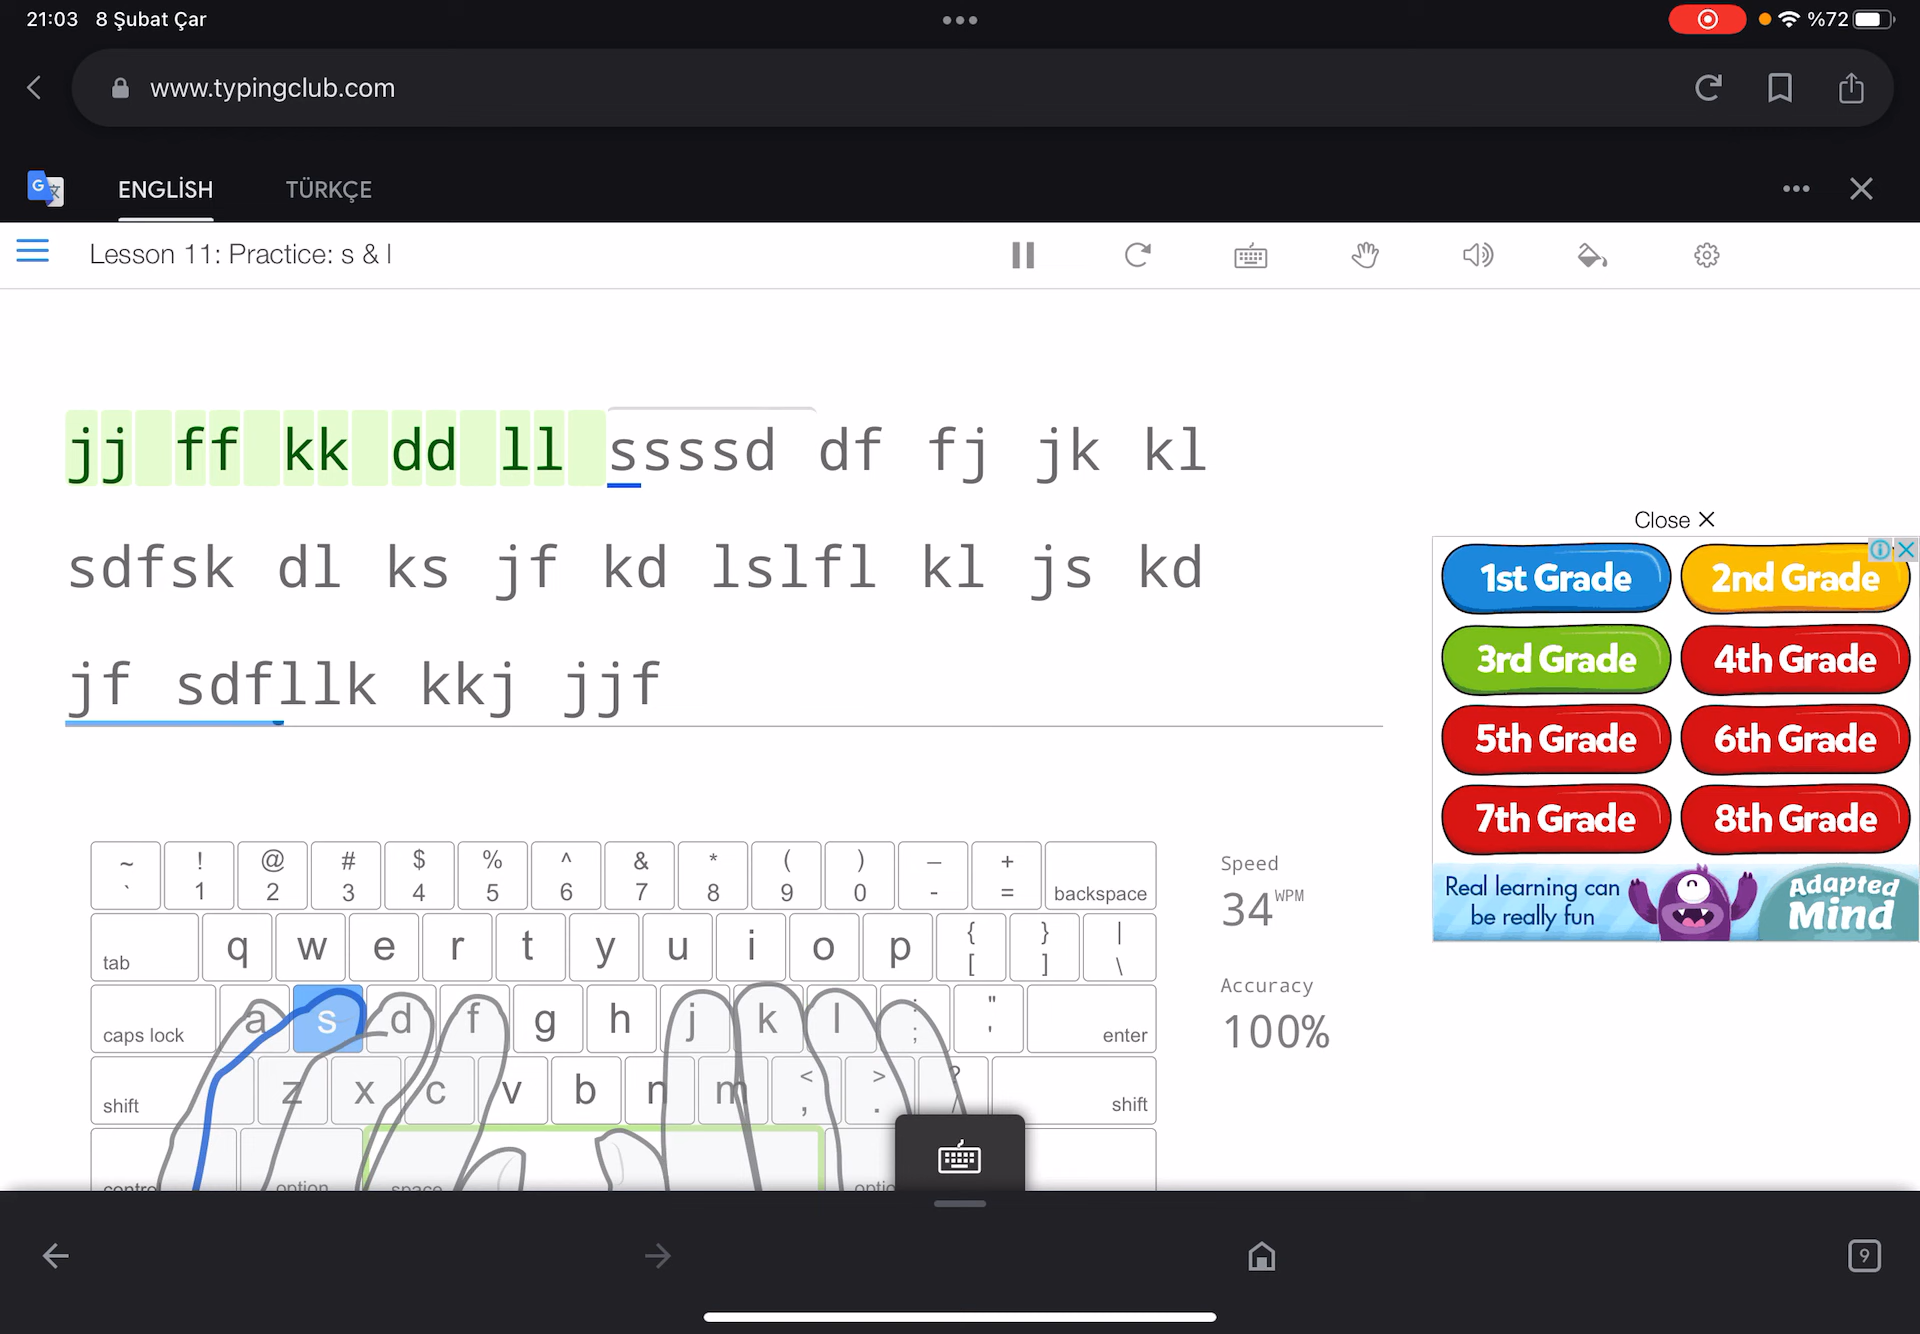 21:03 8 Şubat Çar
%72
www.typingclub.com
ENGLİSH TÜRKÇE
Lesson 11: Practice: s & l
jj ff kk dd ll ssssd df fj jk kl
sdfsk dl ks jf kd lslfl kl js kd
jf sdfllk kkj jjf
Close X
1st Grade 2nd Grade
3rd Grade 4th Grade
5th Grade 6th Grade
7th Grade 8th Grade
Real learning can
be really fun
Adapted
Mind
Speed
34 WPM
Accuracy
100%
~ ! @ # $ % ^ & * ( ) _ +
` 1 2 3 4 5 6 7 8 9 0 - = backspace
tab q w e r t y u i o p { } |
[ ] \
caps lock a s d f g h j k l : "
; ' enter
shift z x c v b n m < > ?
, . / shift
option space
9